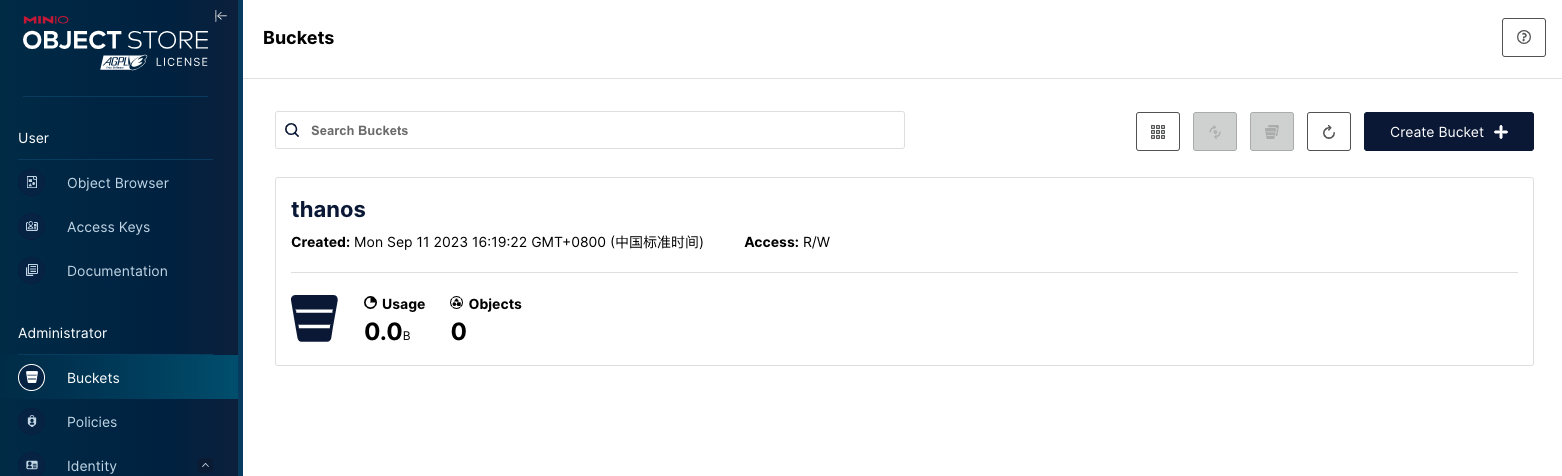 MINIO
OBJECT STORE
AGPLv3 LICENSE
User
Object Browser
Access Keys
Documentation
Administrator
Buckets
Policies
Identity
Buckets
Search Buckets
Create Bucket
thanos
Created: Mon Sep 11 2023 16:19:22 GMT+0800 (中国标准时间) Access: R/W
Usage Objects
0.0B 0